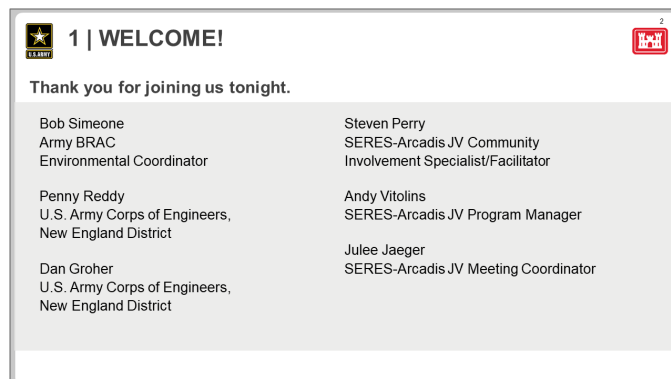 2
U.S.ARMY
1 | WELCOME!
Thank you for joining us tonight.
Bob Simeone
Army BRAC
Environmental Coordinator
Penny Reddy
U.S. Army Corps of Engineers,
New England District
Dan Groher
U.S. Army Corps of Engineers,
New England District
Steven Perry
SERES-Arcadis JV Community
Involvement Specialist/Facilitator
Andy Vitolins
SERES-Arcadis JV Program Manager
Julee Jaeger
SERES-Arcadis JV Meeting Coordinator